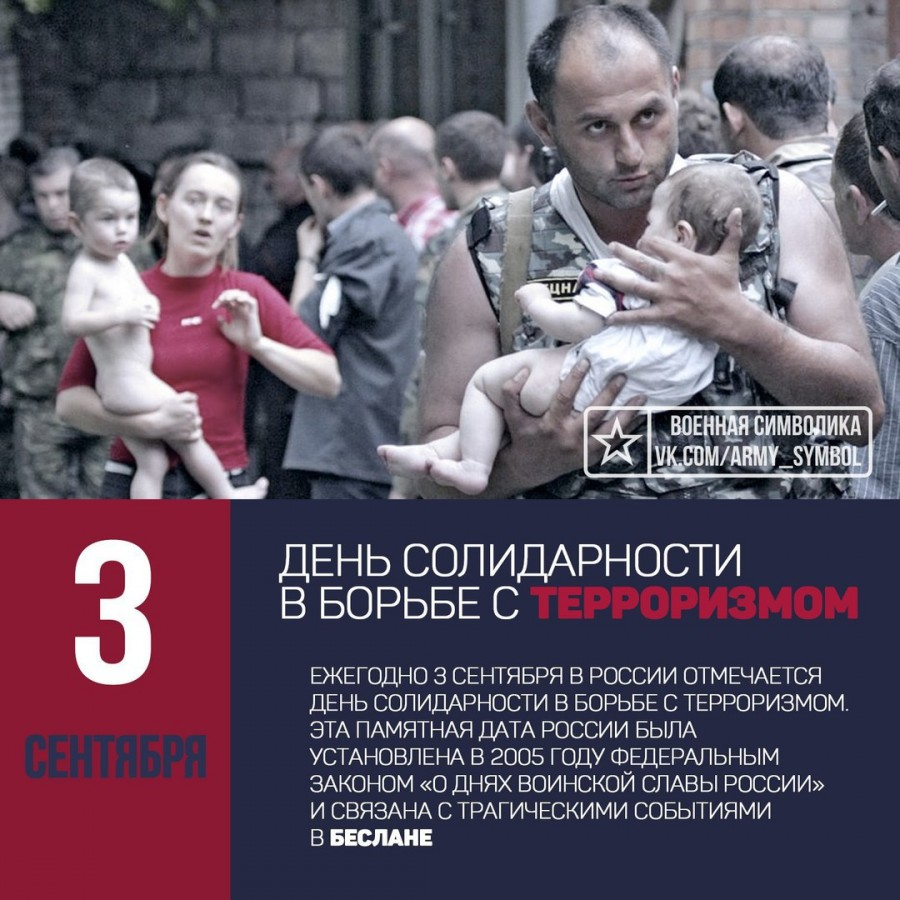 ВОЕННАЯ СИМВОЛИКА
VK.COM/ARMY_SYMBOL
3
СЕНТЯБРЯ
ДЕНЬ СОЛИДАРНОСТИ
В БОРЬБЕ С ТЕРРОРИЗМОМ
ЕЖЕГОДНО 3 СЕНТЯБРЯ В РОССИИ ОТМЕЧАЕТСЯ
ДЕНЬ СОЛИДАРНОСТИ В БОРЬБЕ С ТЕРРОРИЗМОМ.
ЭТА ПАМЯТНАЯ ДАТА РОССИИ БЫЛА
УСТАНОВЛЕНА В 2005 ГОДУ ФЕДЕРАЛЬНЫМ
ЗАКОНОМ «О ДНЯХ ВОИНСКОЙ СЛАВЫ РОССИИ»
И СВЯЗАНА С ТРАГИЧЕСКИМИ СОБЫТИЯМИ
В БЕСЛАНЕ